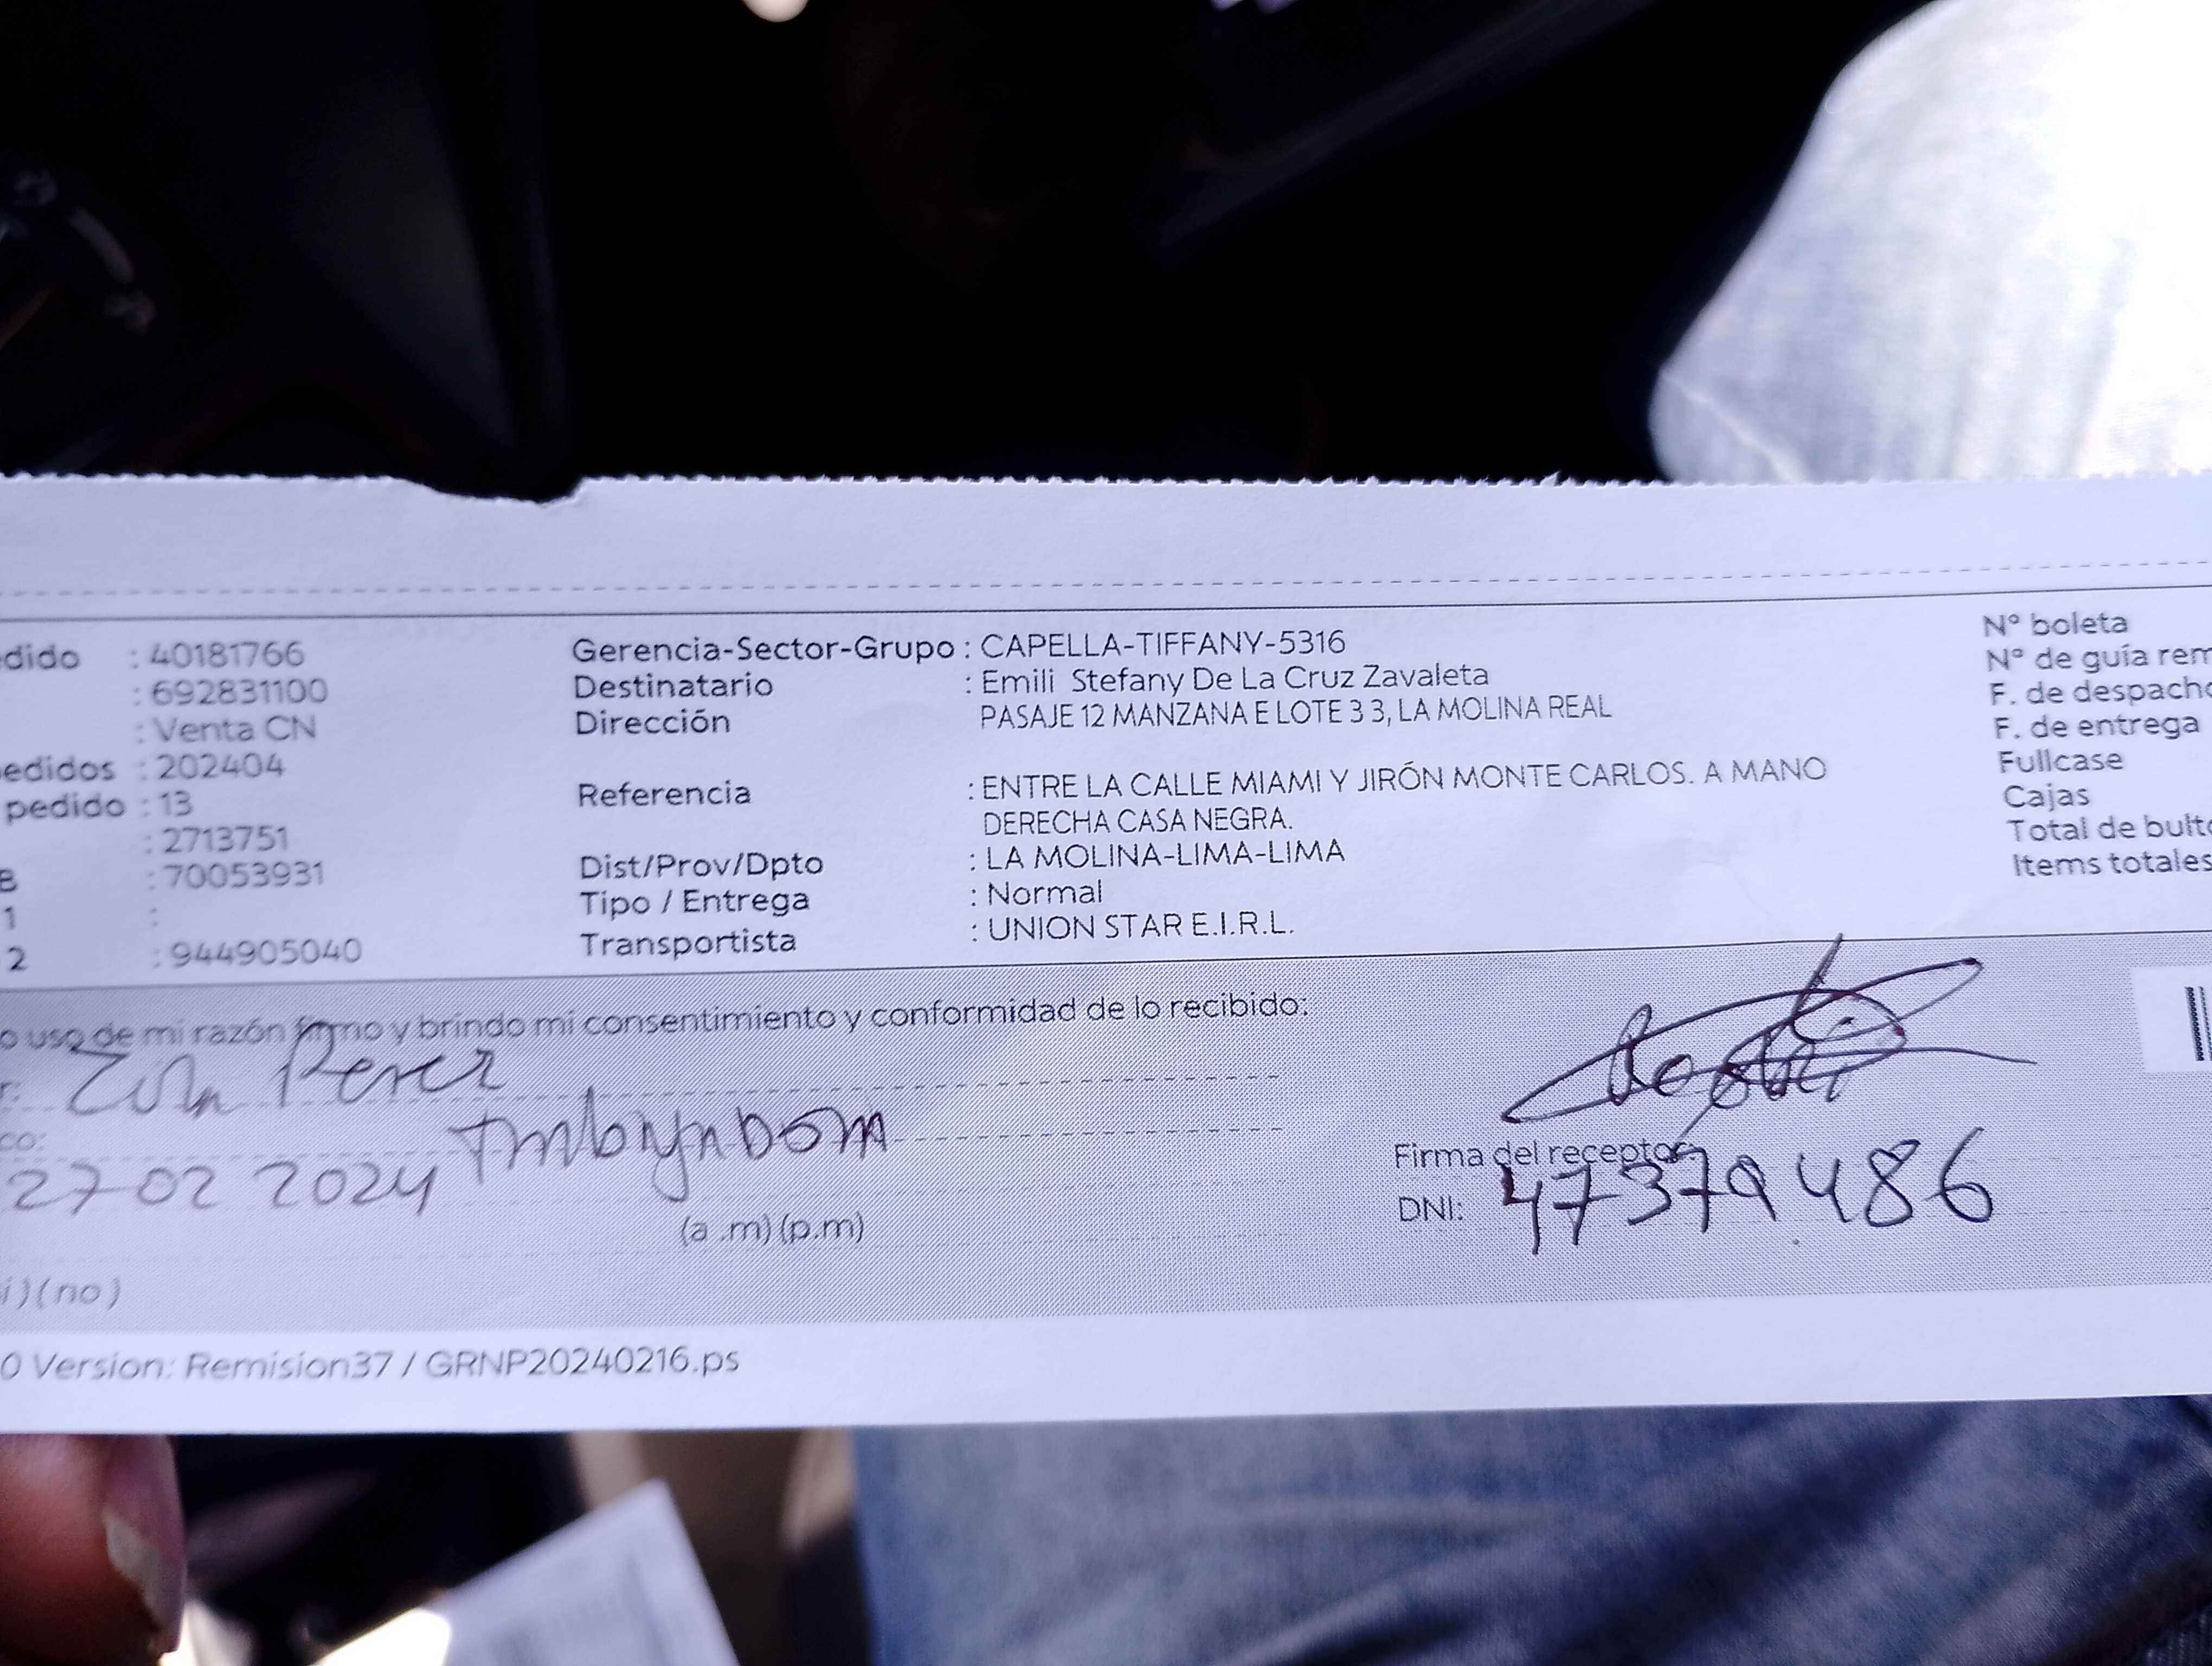 dido : 40181766
: 692831100
: Venta CN
edidos : 202404
pedido : 13
: 2713751
B : 70053931
1 :
2 : 944905040
Gerencia-Sector-Grupo : CAPELLA-TIFFANY-5316
Destinatario : Emili Stefany De La Cruz Zavaleta
Dirección PASAJE 12 MANZANA E LOTE 3 3, LA MOLINA REAL
Referencia : ENTRE LA CALLE MIAMI Y JIRÓN MONTE CARLOS. A MANO
DERECHA CASA NEGRA.
Dist/Prov/Dpto : LA MOLINA-LIMA-LIMA
Tipo / Entrega : Normal
Transportista : UNION STAR E.I.R.L.
N° boleta
N° de guía rem
F. de despacho
F. de entrega
Fullcase
Cajas
Total de bulto
Items totales
o uso de mi razón firmo y brindo mi consentimiento y conformidad de lo recibido:
r: Perez
co:
27-02 2024
(a .m) (p.m)
i) (no)
Firma del receptor
DNI: 47379486
0 Version: Remision37 / GRNP20240216.ps